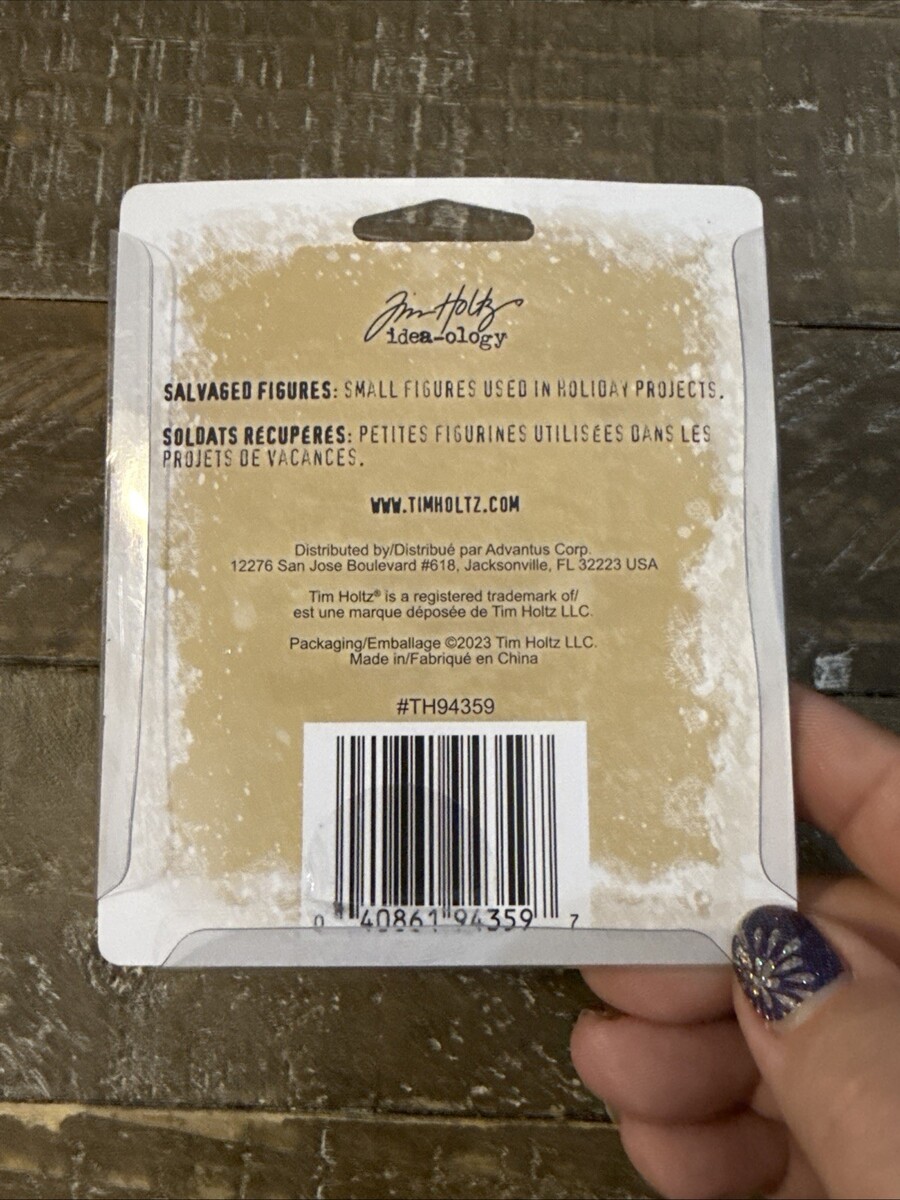 Tim Holtz
idea-ology
SALVAGED FIGURES: SMALL FIGURES USED IN HOLIDAY PROJECTS.
SOLDATS RÉCUPÉRÉS: PETITES FIGURINES UTILISÉES DANS LES
PROJETS DE VACANCES.
WWW.TIMHOLTZ.COM
Distributed by/Distribué par Advantus Corp.
12276 San Jose Boulevard #618, Jacksonville, FL 32223 USA
Tim Holtz® is a registered trademark of/
est une marque déposée de Tim Holtz LLC.
Packaging/Emballage ©2023 Tim Holtz LLC.
Made in/Fabriqué en China
#TH94359
0 40861 94359 7